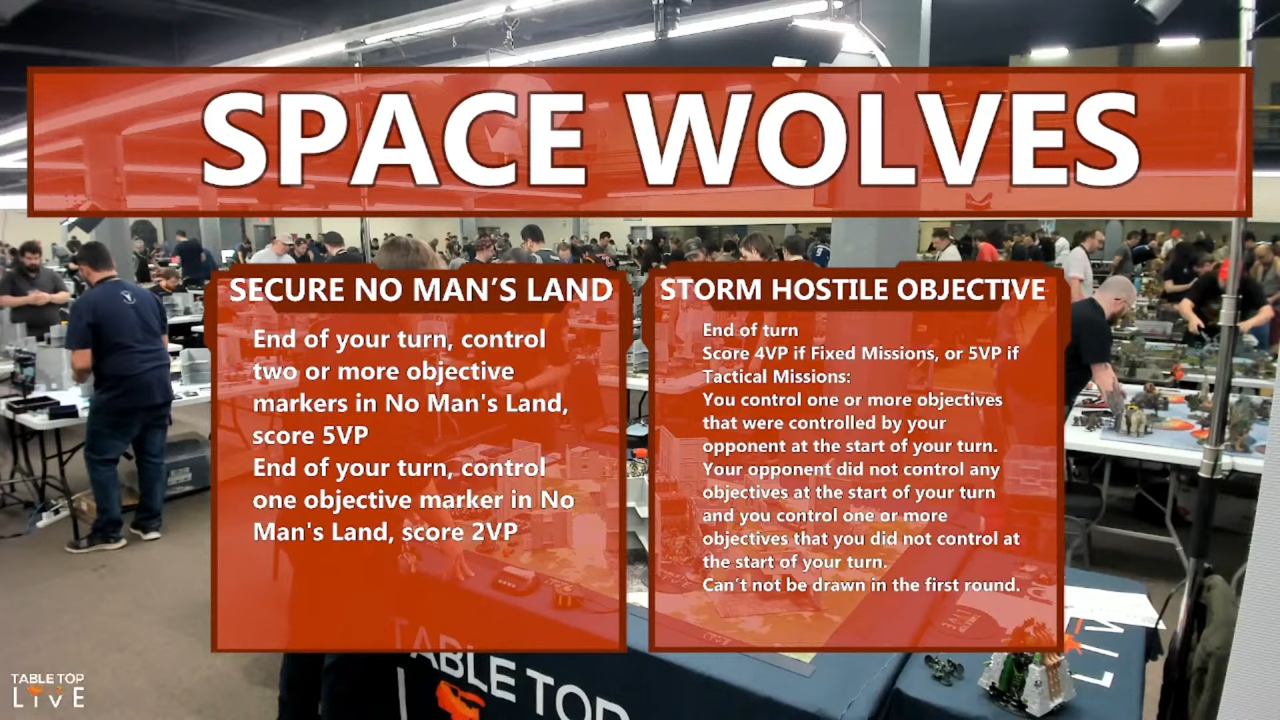 SPACE WOLVES
SECURE NO MAN'S LAND
End of your turn, control
two or more objective
markers in No Man's Land,
score 5VP
End of your turn, control
one objective marker in No
Man's Land, score 2VP
STORM HOSTILE OBJECTIVE
End of turn
Score 4VP if Fixed Missions, or 5VP if
Tactical Missions:
You control one or more objectives
that were controlled by your
opponent at the start of your turn.
Your opponent did not control any
objectives at the start of your turn
and you control one or more
objectives that you did not control at
the start of your turn.
Can't not be drawn in the first round.
TABLE TOP
LIVE
TABLE TOP